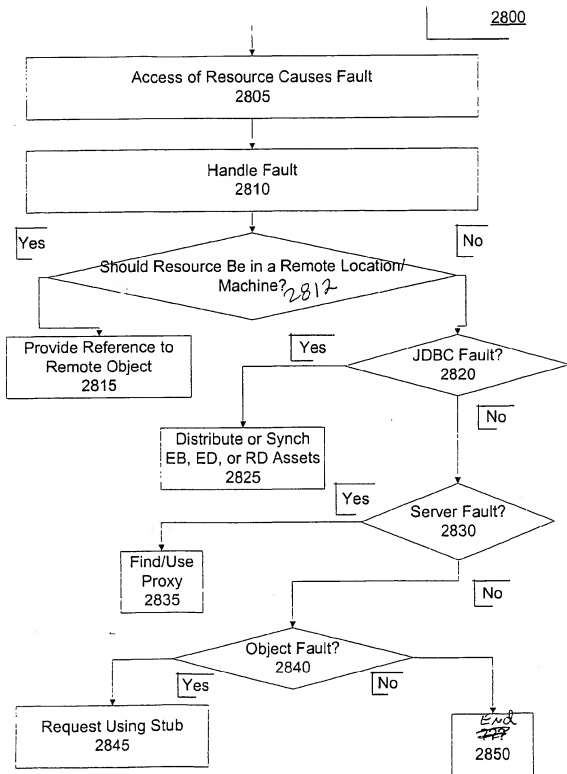 2800
Access of Resource Causes Fault
2805
Handle Fault
2810
Yes
No
Should Resource Be in a Remote Location/
Machine? 2812
Provide Reference to
Remote Object
2815
Yes
JDBC Fault?
2820
No
Distribute or Synch
EB, ED, or RD Assets
2825
Yes
Server Fault?
2830
Find/Use
Proxy
2835
No
Object Fault?
2840
Yes
No
Request Using Stub
2845
End
2850